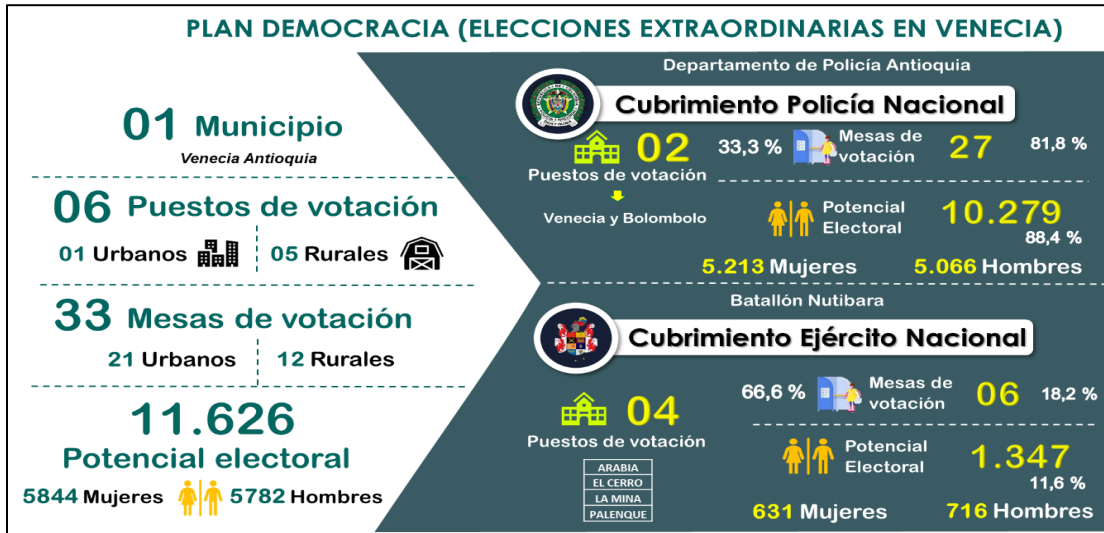 PLAN DEMOCRACIA (ELECCIONES EXTRAORDINARIAS EN VENECIA)
01 Municipio
Venecia Antioquia
06 Puestos de votación
01 Urbanos 05 Rurales
33 Mesas de votación
21 Urbanos 12 Rurales
11.626
Potencial electoral
5844 Mujeres 5782 Hombres
Departamento de Policía Antioquia
Cubrimiento Policía Nacional
02 33,3 %
Puestos de votación
Venecia y Bolombolo
Mesas de
votación 27 81,8 %
Potencial
Electoral 10.279
88,4 %
5.213 Mujeres 5.066 Hombres
Batallón Nutibara
Cubrimiento Ejército Nacional
04 66,6 %
Puestos de votación
ARABIA
EL CERRO
LA MINA
PALENQUE
Mesas de
votación 06 18,2 %
Potencial
Electoral 1.347
11,6 %
631 Mujeres 716 Hombres